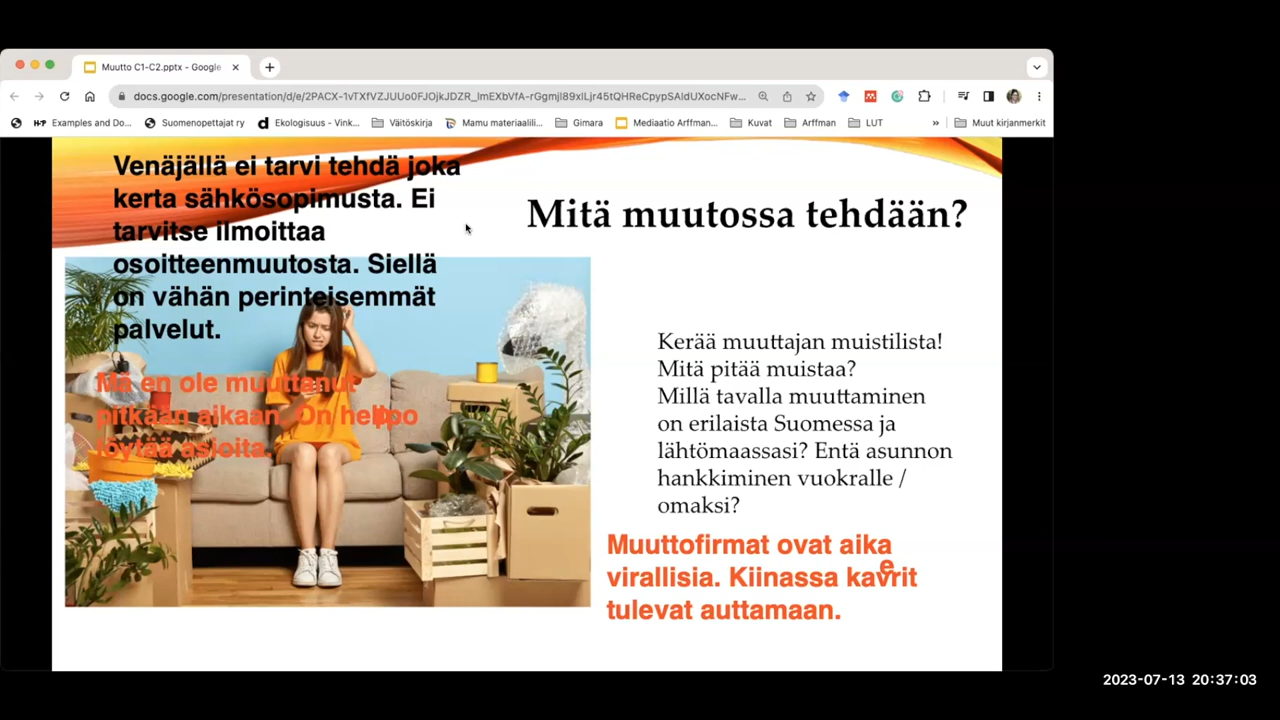 Muutto C1-C2.pptx - Google
docs.google.com/presentation/d/e/2PACX-1vTXfVZJUUo0FJOjkJDZR_lmEXbVfA-rGgmjl89xlLjr45tQHReCpypSAldUXocNFw...
Examples and Do...
Suomenopettajat ry
Ekologisuus - Vink...
Väitöskirja
Mamu materiaalili...
Gimara
Mediaatio Arffman...
Kuvat
Arffman
LUT
»
Muut kirjanmerkit
Venäjällä ei tarvi tehdä joka
kerta sähkösopimusta. Ei
tarvitse ilmoittaa
osoitteenmuutosta. Siellä
on vähän perinteisemmät
palvelut.
Mitä muutossa tehdään?
Mä en ole muuttanut
pitkään aikaan. On helppo
löytää asioita.
Kerää muuttajan muistilista!
Mitä pitää muistaa?
Millä tavalla muuttaminen
on erilaista Suomessa ja
lähtömaassasi? Entä asunnon
hankkiminen vuokralle /
omaksi?
Muuttofirmat ovat aika
e
virallisia. Kiinassa kavrit
tulevat auttamaan.
2023-07-13 20:37:03